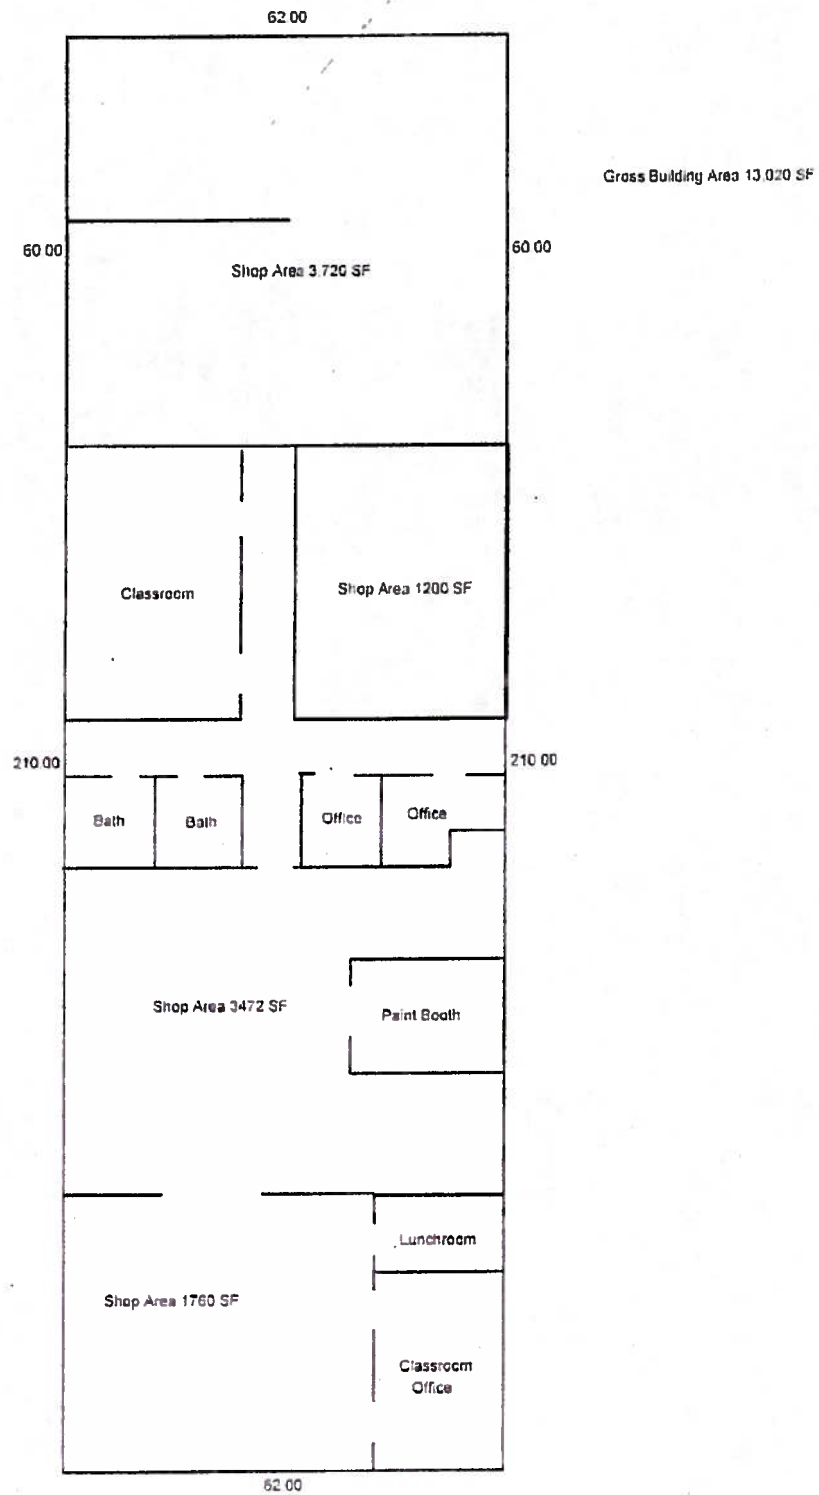 62 00
Gross Building Area 13,020 SF
60 00
60 00
Shop Area 3,720 SF
Classroom
Shop Area 1200 SF
210.00
210 00
Bath
Bath
Office
Office
Shop Area 3472 SF
Paint Booth
Lunchroom
Shop Area 1760 SF
Classroom
Office
62 00